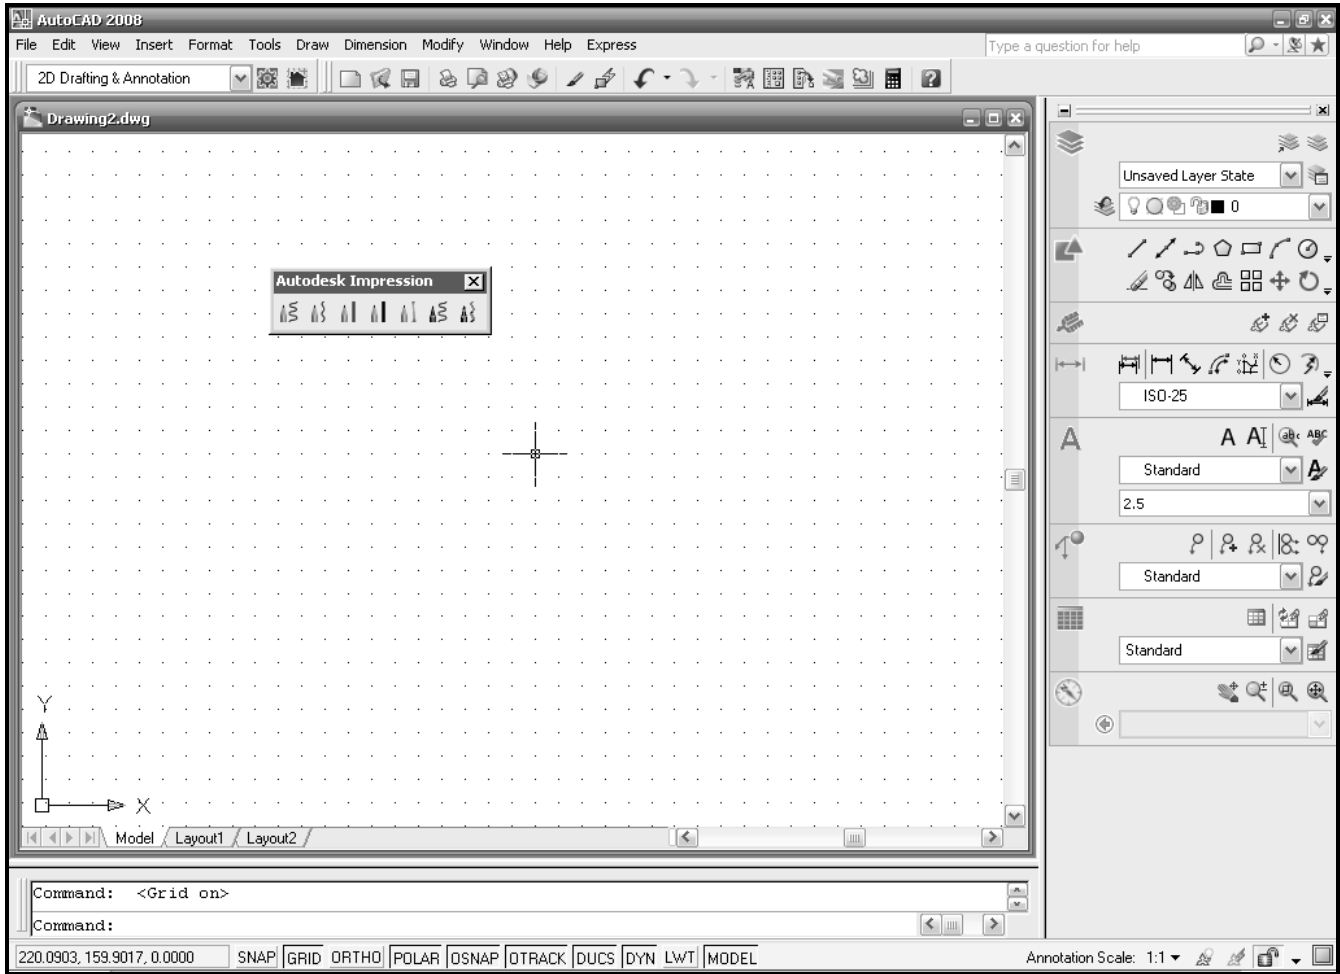 AutoCAD 2008
File Edit View Insert Format Tools Draw Dimension Modify Window Help Express
Type a question for help
2D Drafting & Annotation
Drawing2.dwg
Unsaved Layer State
0
Autodesk Impression
ISO-25
A A
abc ABC
Standard
2.5
Standard
Standard
Y
X
Model Layout1 Layout2
Command: <Grid on>
Command:
220.0903, 159.9017, 0.0000 SNAP GRID ORTHO POLAR OSNAP OTRACK DUCS DYN LWT MODEL Annotation Scale: 1:1